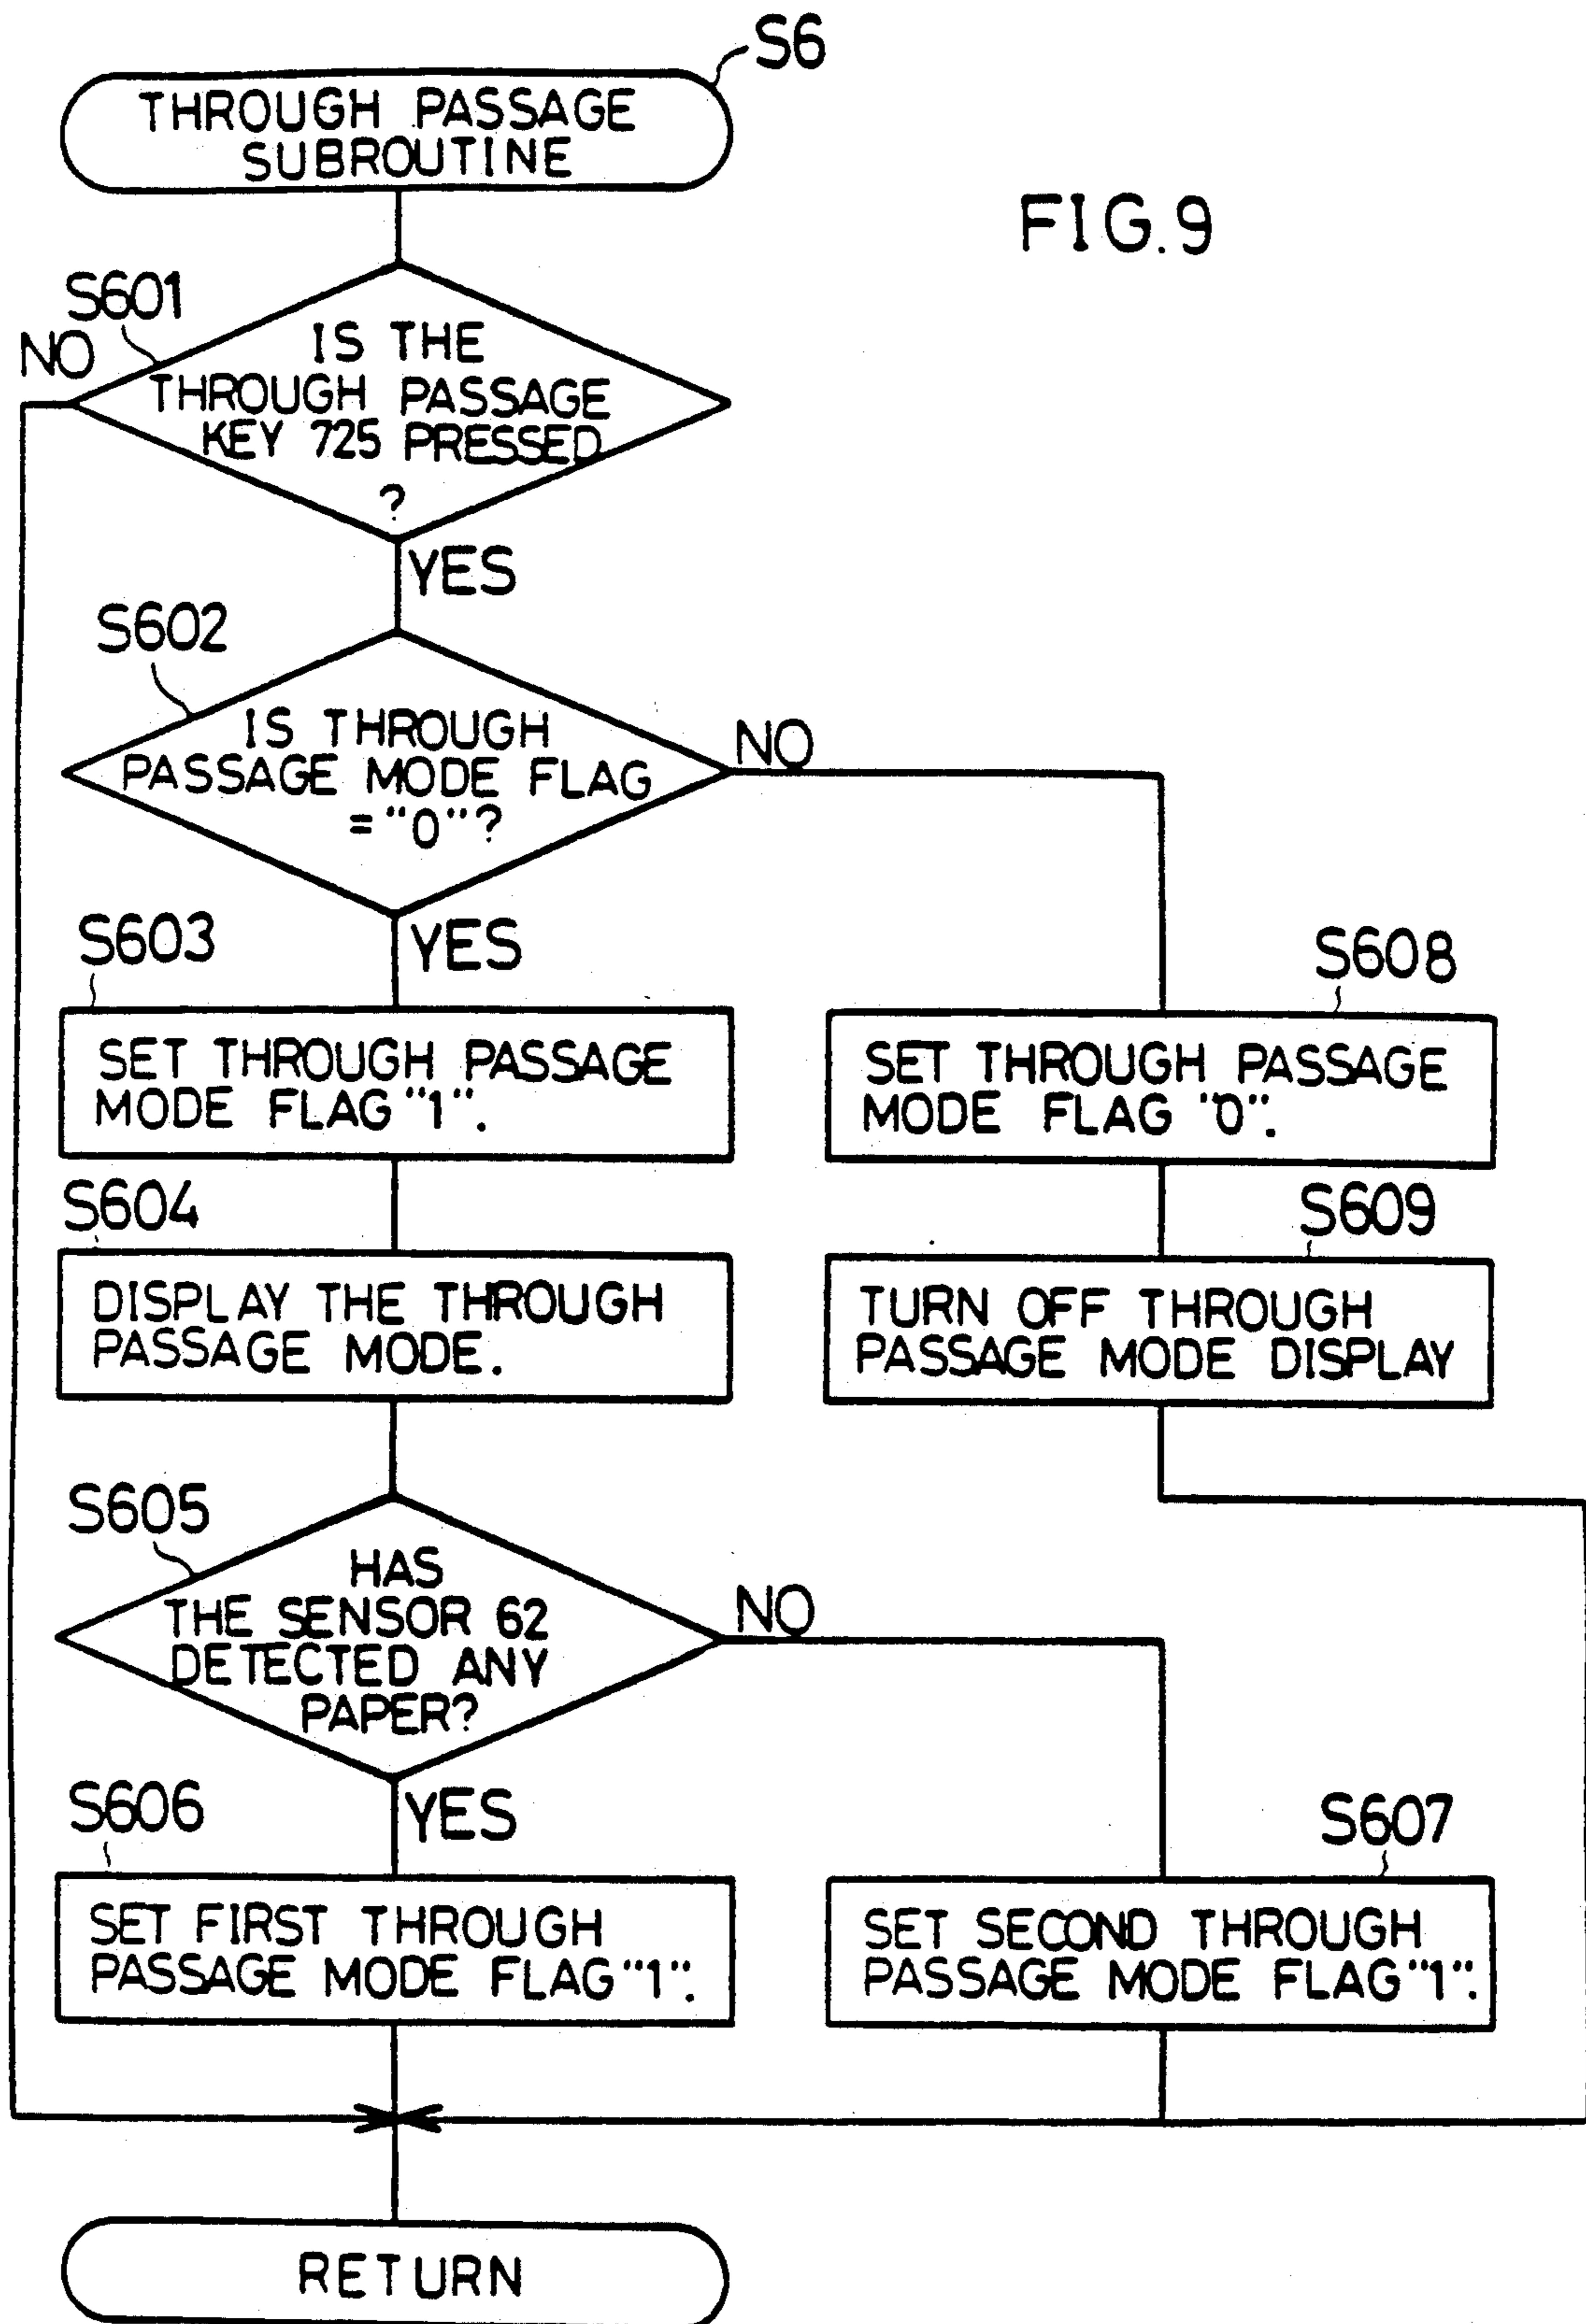 S6
THROUGH PASSAGE
SUBROUTINE
FIG.9
S601
NO
IS THE
THROUGH PASSAGE
KEY 725 PRESSED
?
YES
S602
IS THROUGH
PASSAGE MODE FLAG
="0"?
NO
YES
S603
SET THROUGH PASSAGE
MODE FLAG "1".
S608
SET THROUGH PASSAGE
MODE FLAG "0".
S604
DISPLAY THE THROUGH
PASSAGE MODE.
S609
TURN OFF THROUGH
PASSAGE MODE DISPLAY
S605
HAS
THE SENSOR 62
DETECTED ANY
PAPER?
NO
YES
S606
SET FIRST THROUGH
PASSAGE MODE FLAG "1".
S607
SET SECOND THROUGH
PASSAGE MODE FLAG "1".
RETURN